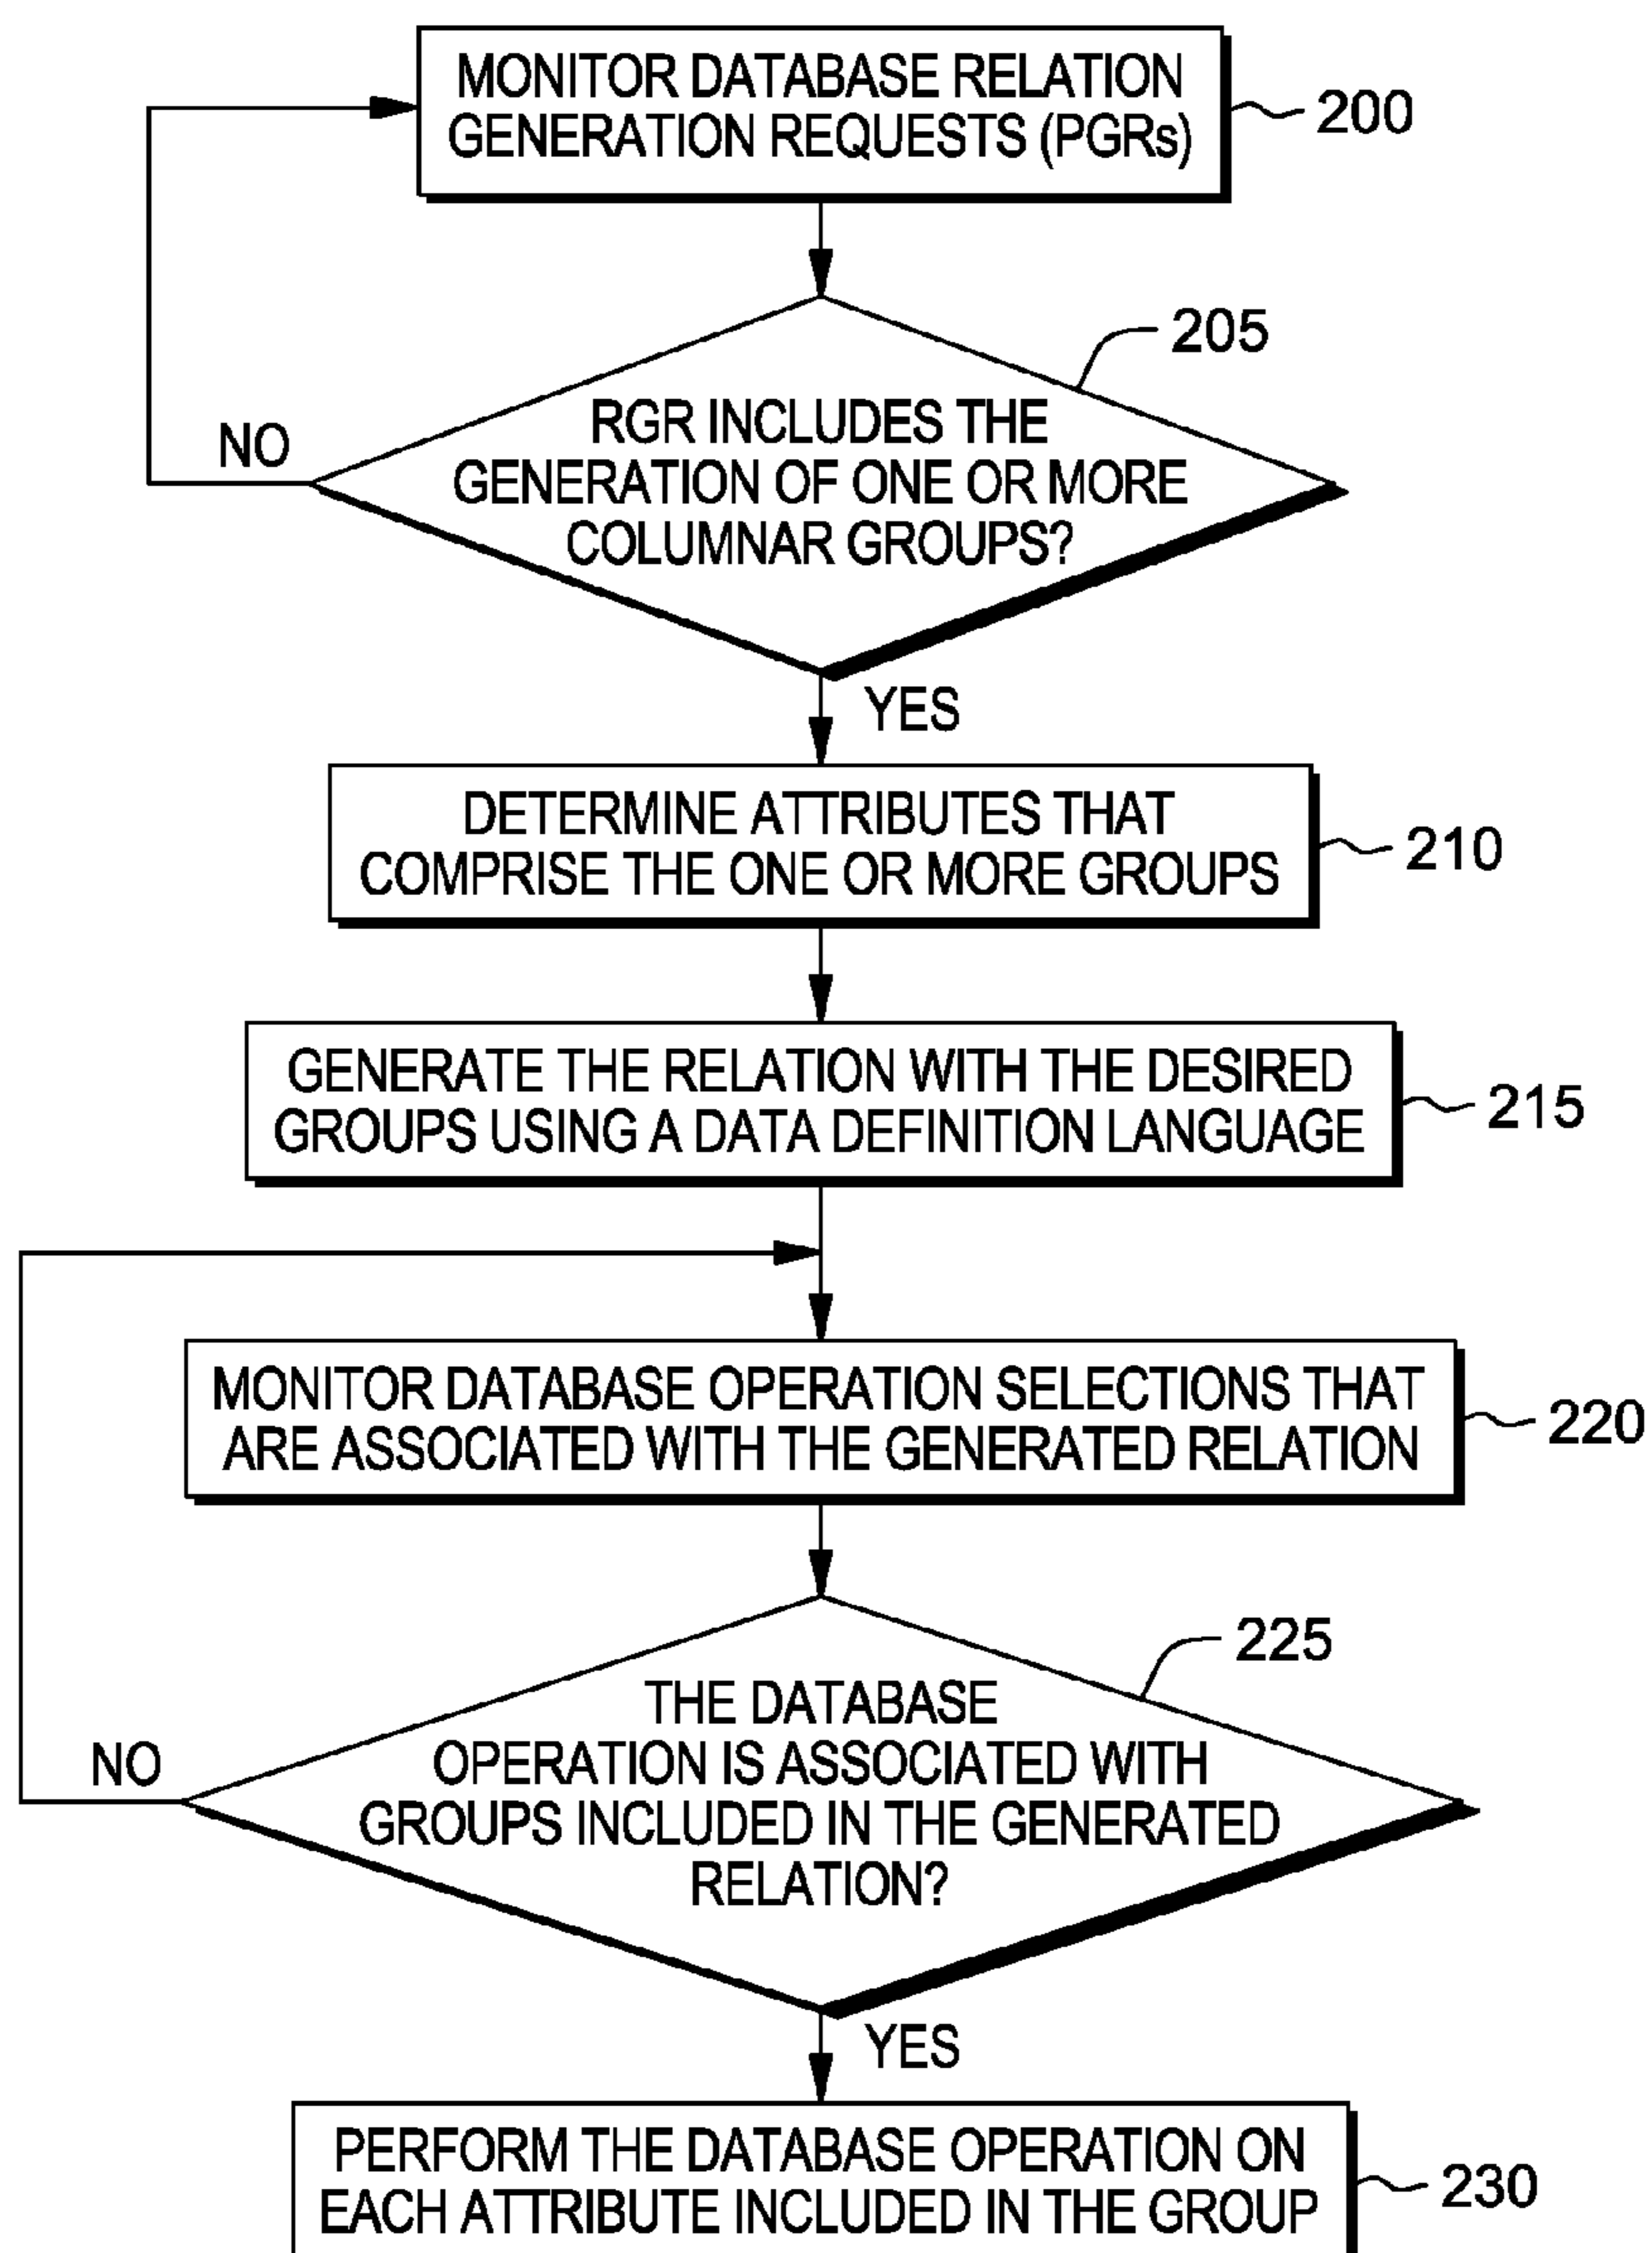 MONITOR DATABASE RELATION
GENERATION REQUESTS (PGRs)
200
205
RGR INCLUDES THE
GENERATION OF ONE OR MORE
COLUMNAR GROUPS?
NO
YES
DETERMINE ATTRIBUTES THAT
COMPRISE THE ONE OR MORE GROUPS
210
GENERATE THE RELATION WITH THE DESIRED
GROUPS USING A DATA DEFINITION LANGUAGE
215
MONITOR DATABASE OPERATION SELECTIONS THAT
ARE ASSOCIATED WITH THE GENERATED RELATION
220
225
THE DATABASE
OPERATION IS ASSOCIATED WITH
GROUPS INCLUDED IN THE GENERATED
RELATION?
NO
YES
PERFORM THE DATABASE OPERATION ON
EACH ATTRIBUTE INCLUDED IN THE GROUP
230